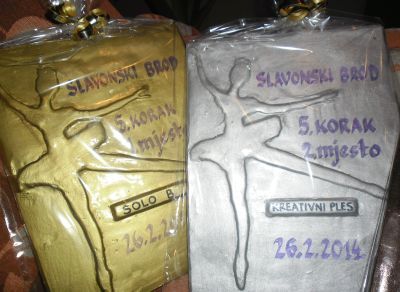 SLAVONSKI BROD
5. KORAK
mjesto
SOLO B
26.2.2
SLAVONSKI BROD
5. KORAK
2. mjesto
KREATIVNI PLES
26.2.2014